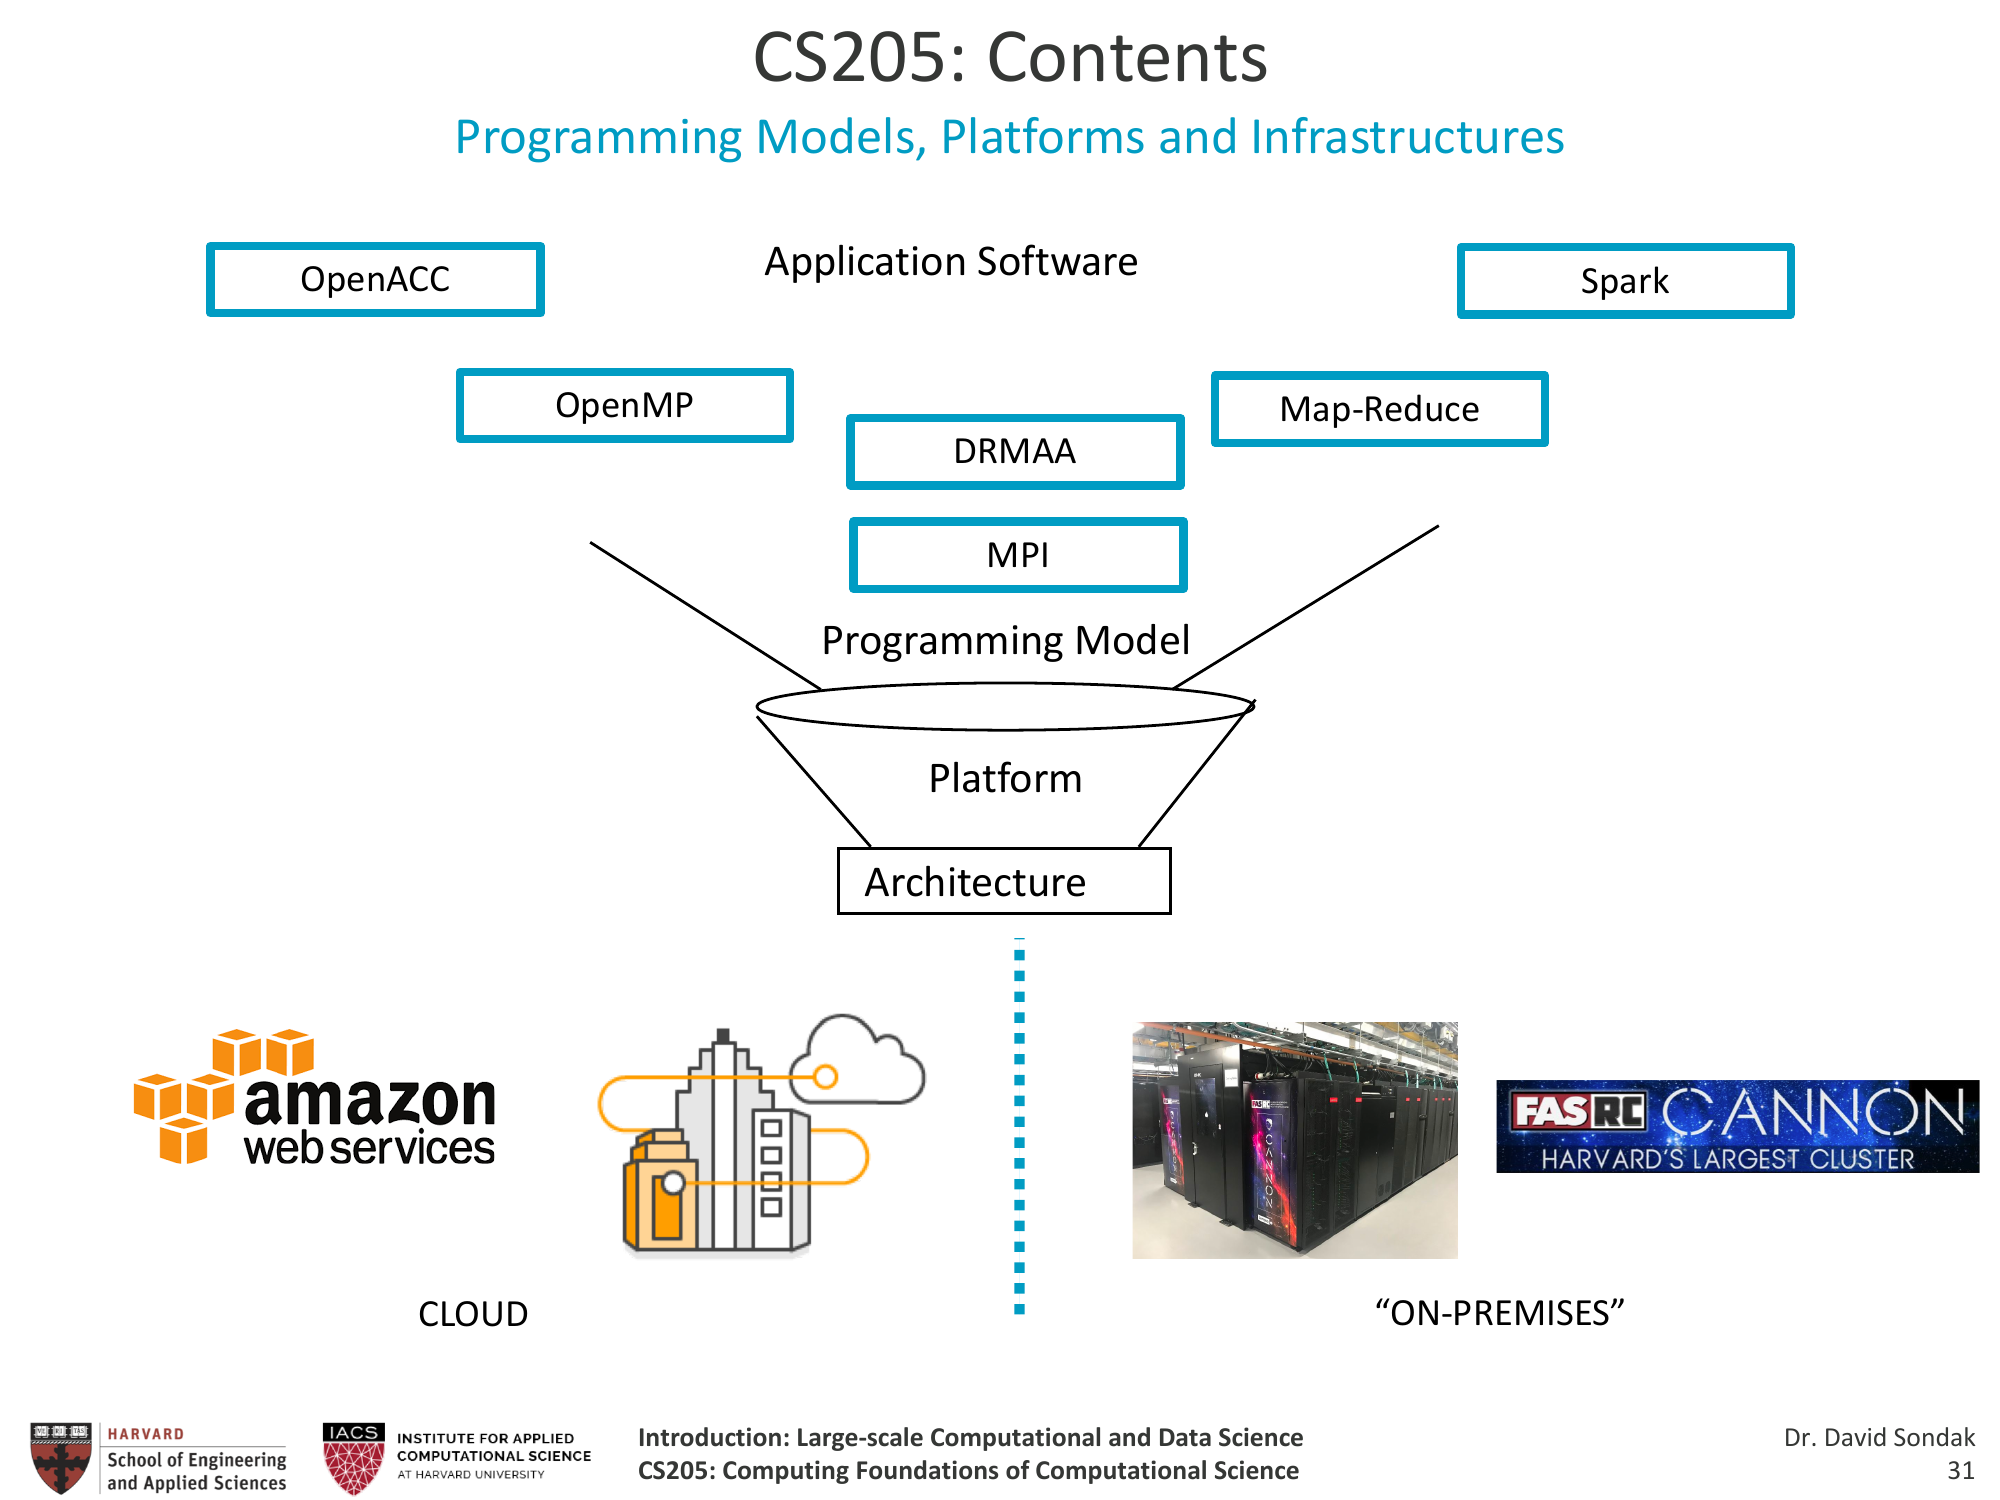 CS205: Contents
Programming Models, Platforms and Infrastructures
OpenACC
Application Software
Spark
OpenMP
Map-Reduce
DRMAA
MPI
Programming Model
Platform
Architecture
amazon
web services
FASRC
CANNON
FASRC CANNON
HARVARD'S LARGEST CLUSTER
CLOUD
“ON-PREMISES”
HARVARD
School of Engineering
and Applied Sciences
IACS
INSTITUTE FOR APPLIED
COMPUTATIONAL SCIENCE
AT HARVARD UNIVERSITY
Introduction: Large-scale Computational and Data Science
CS205: Computing Foundations of Computational Science
Dr. David Sondak
31